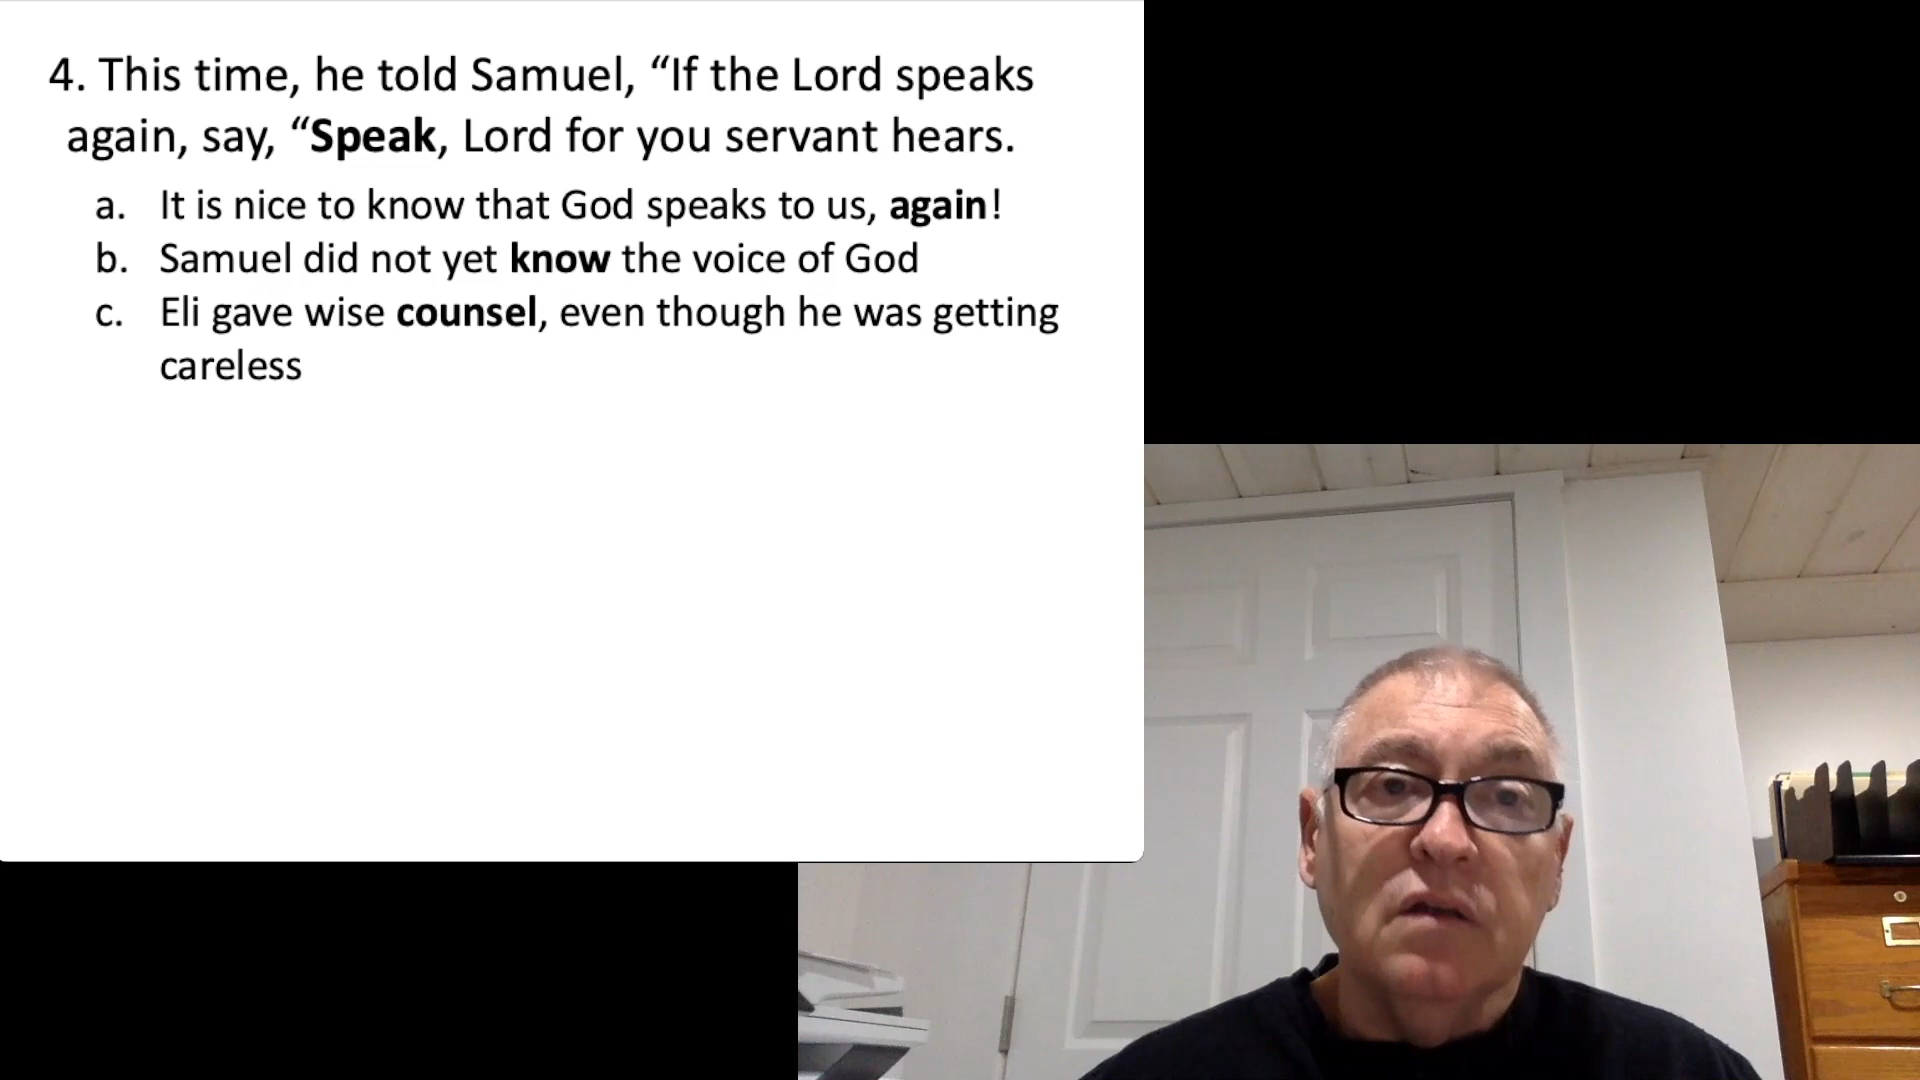 4. This time, he told Samuel, “If the Lord speaks
again, say, “Speak, Lord for you servant hears.
a. It is nice to know that God speaks to us, again!
b. Samuel did not yet know the voice of God
c. Eli gave wise counsel, even though he was getting
careless